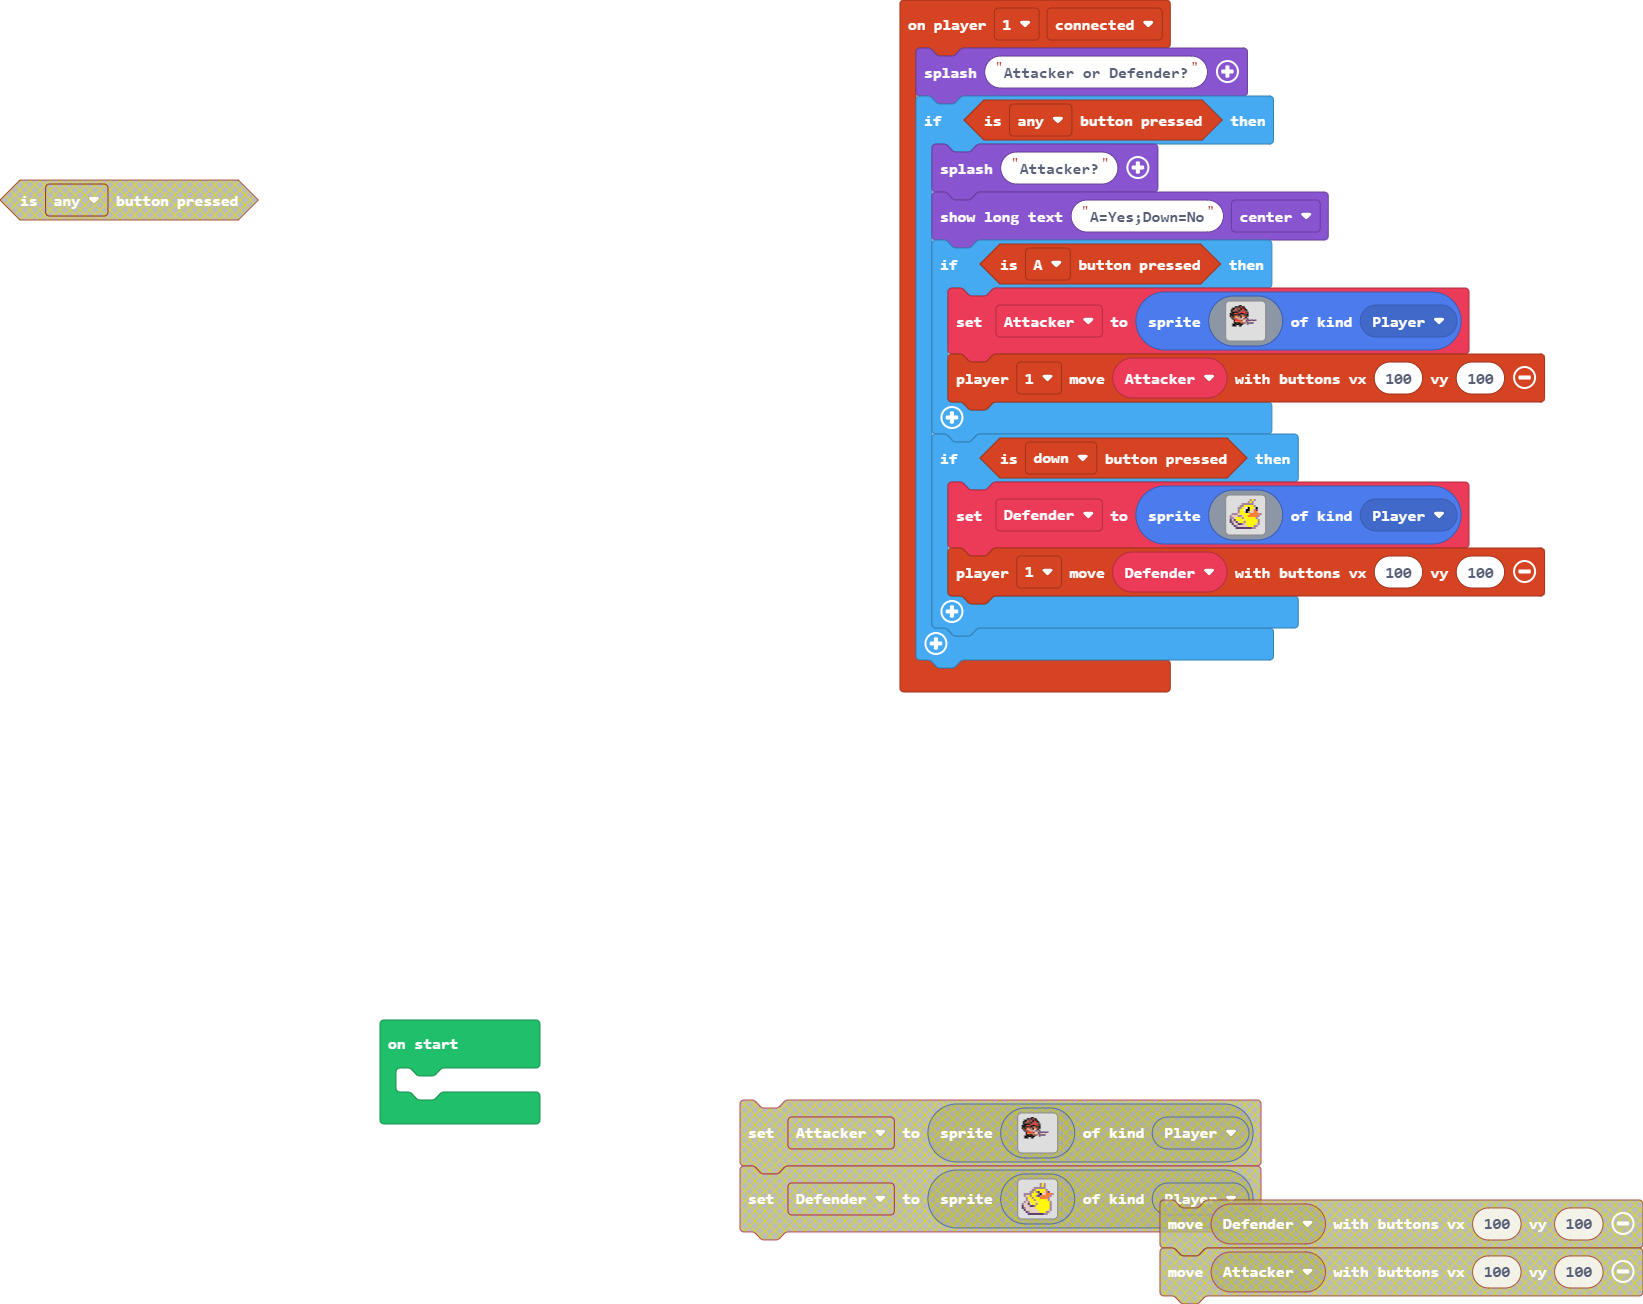 on player 1 connected
splash "Attacker or Defender?"
if is any button pressed then
splash "Attacker?"
is any button pressed
show long text "A=Yes;Down=No" center
if is A button pressed then
set Attacker to sprite of kind Player
player 1 move Attacker with buttons vx 100 vy 100
if is down button pressed then
set Defender to sprite of kind Player
player 1 move Defender with buttons vx 100 vy 100
on start
set Attacker to sprite of kind Player
set Defender to sprite of kind Player
move Defender with buttons vx 100 vy 100
move Attacker with buttons vx 100 vy 100